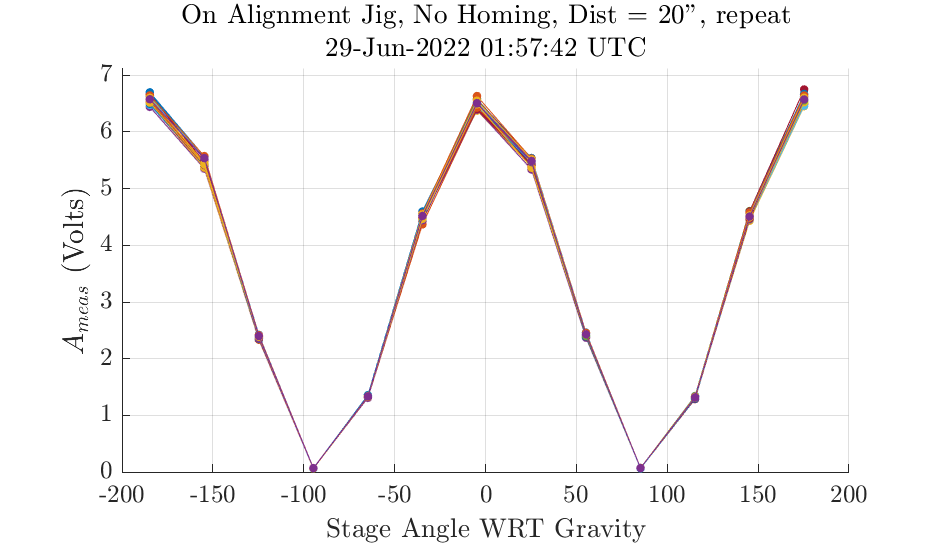 On Alignment Jig, No Homing, Dist = 20", repeat
29-Jun-2022 01:57:42 UTC
7
6
5
4
3
2
1
0
A_meas (Volts)
-200 -150 -100 -50 0 50 100 150 200
Stage Angle WRT Gravity